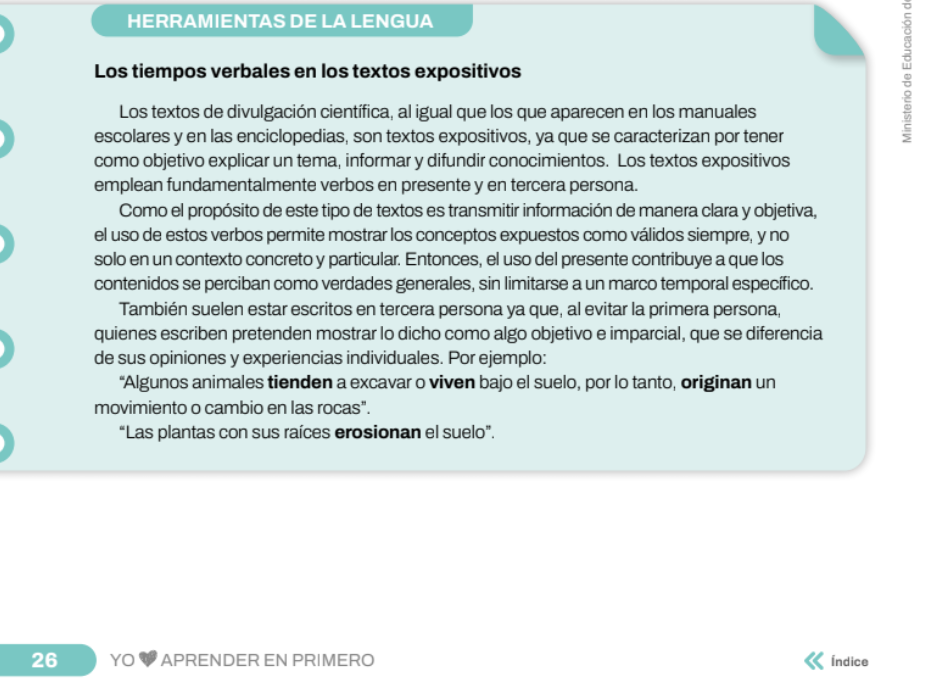 HERRAMIENTAS DE LA LENGUA
Los tiempos verbales en los textos expositivos
Los textos de divulgación científica, al igual que los que aparecen en los manuales
escolares y en las enciclopedias, son textos expositivos, ya que se caracterizan por tener
como objetivo explicar un tema, informar y difundir conocimientos. Los textos expositivos
emplean fundamentalmente verbos en presente y en tercera persona.
Como el propósito de este tipo de textos es transmitir información de manera clara y objetiva,
el uso de estos verbos permite mostrar los conceptos expuestos como válidos siempre, y no
solo en un contexto concreto y particular. Entonces, el uso del presente contribuye a que los
contenidos se perciban como verdades generales, sin limitarse a un marco temporal específico.
También suelen estar escritos en tercera persona ya que, al evitar la primera persona,
quienes escriben pretenden mostrar lo dicho como algo objetivo e imparcial, que se diferencia
de sus opiniones y experiencias individuales. Por ejemplo:
“Algunos animales tienden a excavar o viven bajo el suelo, por lo tanto, originan un
movimiento o cambio en las rocas”.
“Las plantas con sus raíces erosionan el suelo”.
Ministerio de Educación de
26
YO APRENDER EN PRIMERO
Índice